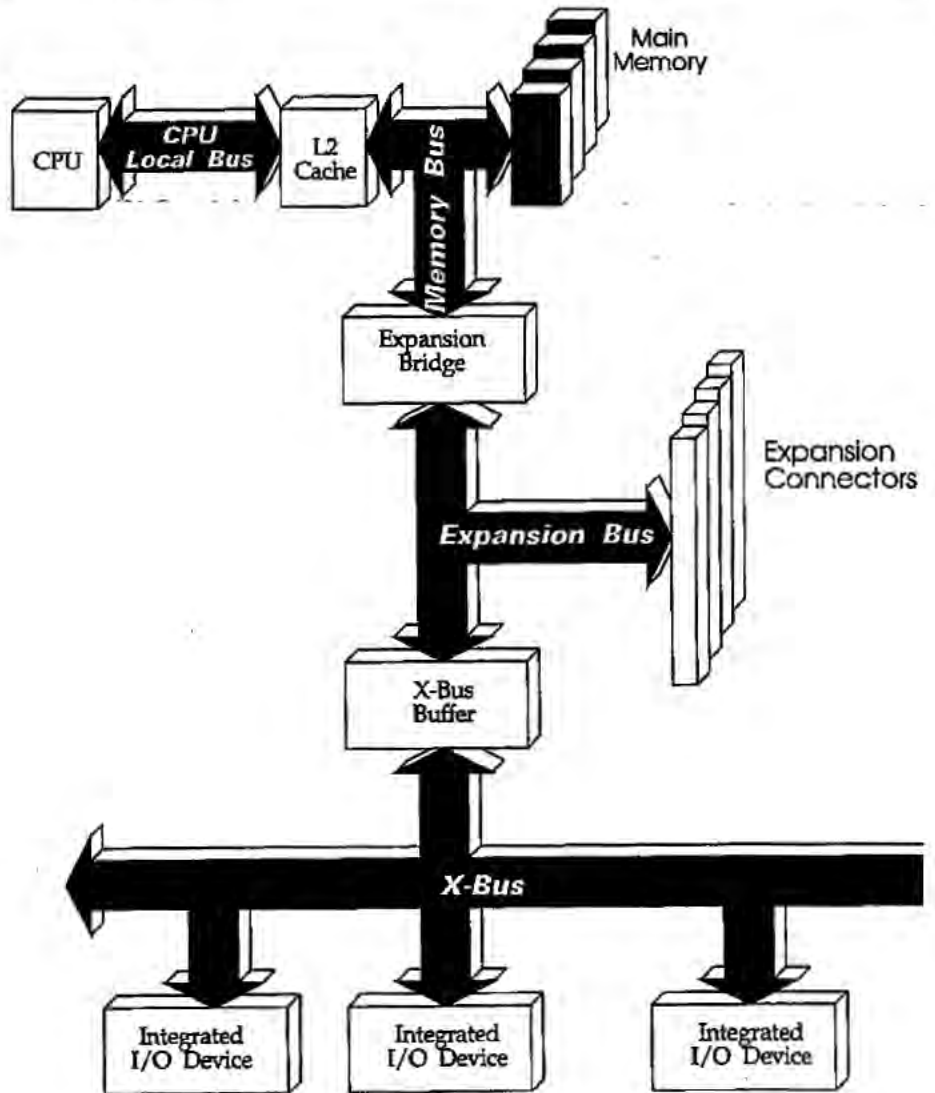 Main
Memory
CPU
CPU
Local Bus
L2
Cache
Memory Bus
Expansion
Bridge
Expansion
Connectors
Expansion Bus
X-Bus
Buffer
X-Bus
Integrated
I/O Device
Integrated
I/O Device
Integrated
I/O Device